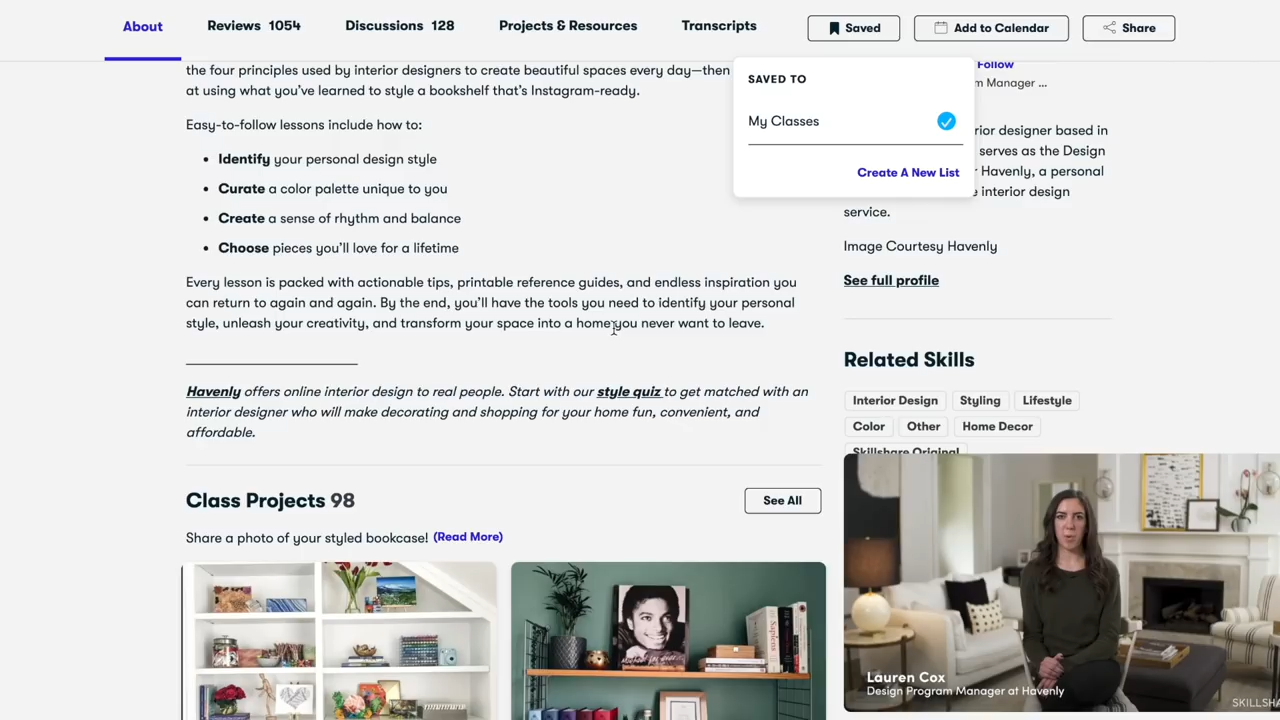 About
Reviews 1054
Discussions 128
Projects & Resources
Transcripts
Saved
Add to Calendar
Share
SAVED TO
My Classes
Create A New List
the four principles used by interior designers to create beautiful spaces every day—then
at using what you've learned to style a bookshelf that's Instagram-ready.
Easy-to-follow lessons include how to:
• Identify your personal design style
• Curate a color palette unique to you
• Create a sense of rhythm and balance
• Choose pieces you'll love for a lifetime
Every lesson is packed with actionable tips, printable reference guides, and endless inspiration you
can return to again and again. By the end, you'll have the tools you need to identify your personal
style, unleash your creativity, and transform your space into a home you never want to leave.
Havenly offers online interior design to real people. Start with our style quiz to get matched with an
interior designer who will make decorating and shopping for your home fun, convenient, and
affordable.
Class Projects 98
See All
Share a photo of your styled bookcase! (Read More)
Sapiens
Follow
m Manager ...
rior designer based in
serves as the Design
r Havenly, a personal
e interior design
service.
Image Courtesy Havenly
See full profile
Related Skills
Interior Design
Styling
Lifestyle
Color
Other
Home Decor
Skillshare Original
Lauren Cox
Design Program Manager at Havenly
SKILLSH